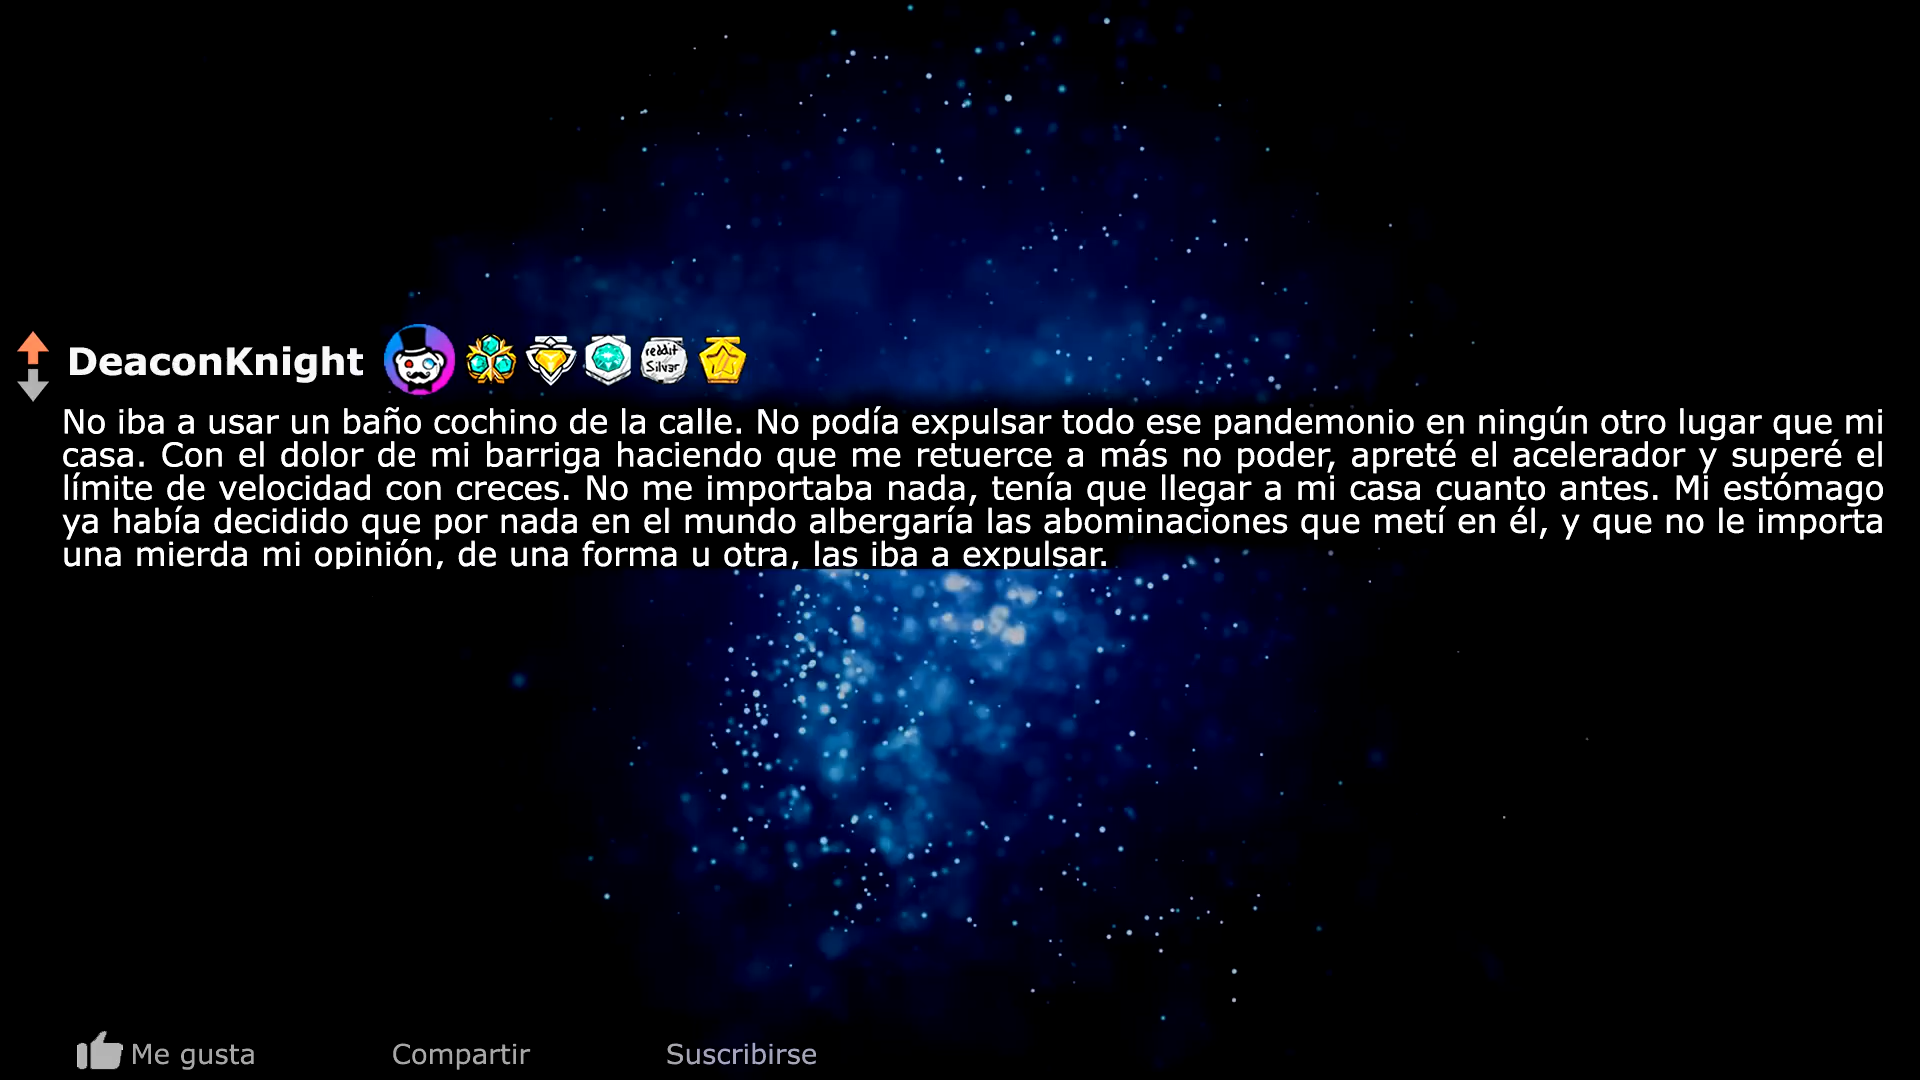 DeaconKnight
reddit
Silver
No iba a usar un baño cochino de la calle. No podía expulsar todo ese pandemonio en ningún otro lugar que mi
casa. Con el dolor de mi barriga haciendo que me retuerce a más no poder, apreté el acelerador y superé el
límite de velocidad con creces. No me importaba nada, tenía que llegar a mi casa cuanto antes. Mi estómago
ya había decidido que por nada en el mundo albergaría las abominaciones que metí en él, y que no le importa
una mierda mi opinión, de una forma u otra, las iba a expulsar.
Me gusta
Compartir
Suscribirse